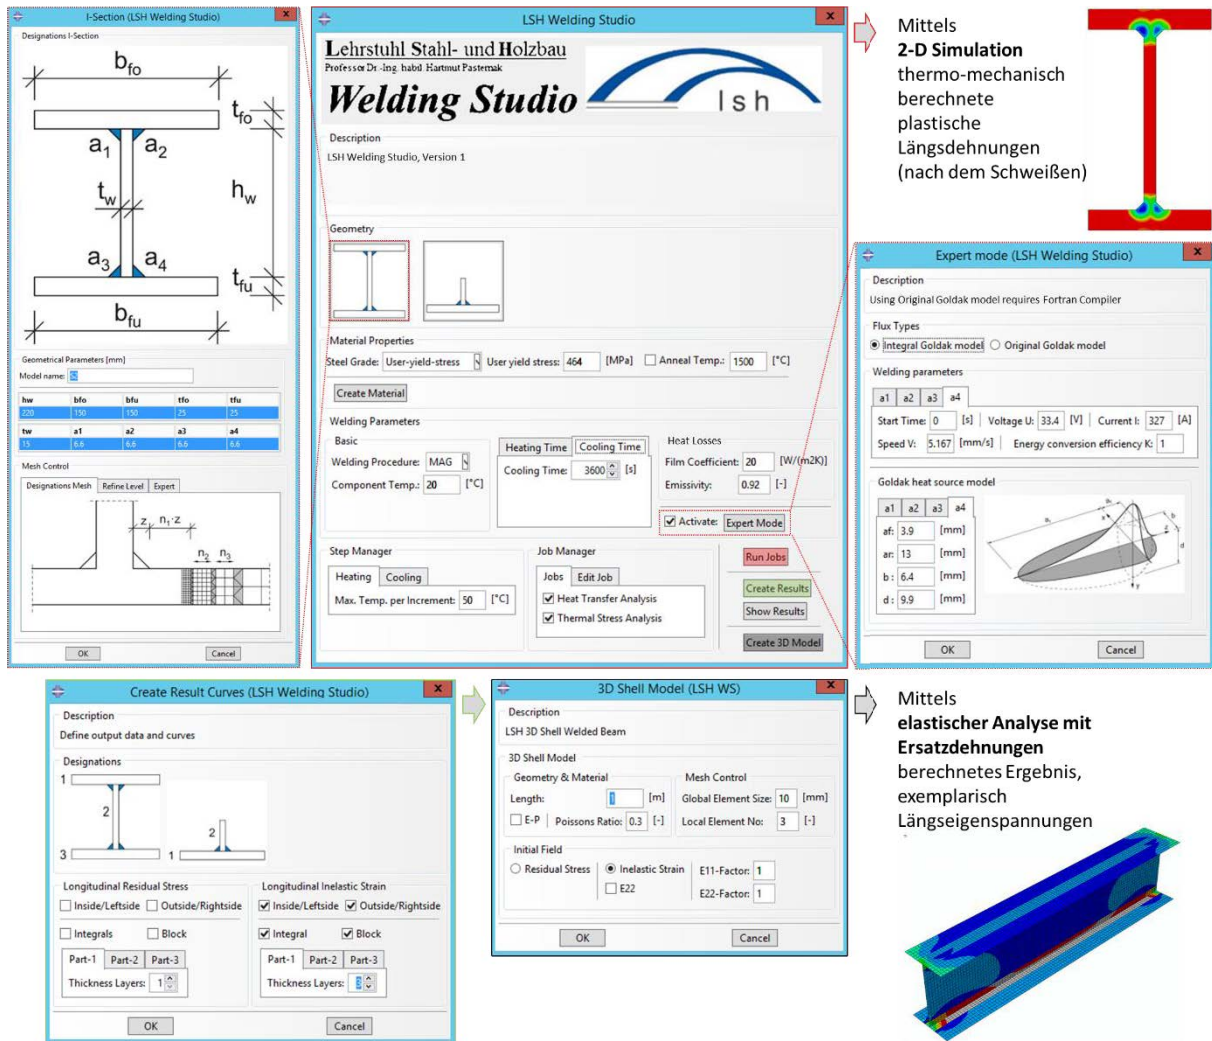 I-Section (LSH Welding Studio)
x
Designations I-Section
bfo
tfo
a1
a2
tw
hw
a3
a4
tfu
bfu
Geometrical Parameters [mm]
Model name:
hw bfo bfu tfo tfu
220 150 150 25 25
tw a1 a2 a3 a4
15 6.6 6.6 6.6 6.6
Mesh Control
Designations Mesh Refine Level Expert
z n1·z
n2 n3
OK Cancel
LSH Welding Studio
x
Lehrstuhl Stahl- und Holzbau
Professor Dr.-Ing. habil. Hartmut Pasternak
Welding Studio
lsh
Description
LSH Welding Studio, Version 1
Geometry
Material Properties
Steel Grade: User-yield-stress User yield stress: 464 [MPa] Anneal Temp.: 1500 [°C]
Create Material
Welding Parameters
Basic
Welding Procedure: MAG
Component Temp.: 20 [°C]
Heating Time Cooling Time
Cooling Time: 3600 [s]
Heat Losses
Film Coefficient: 20 [W/(m2K)]
Emissivity: 0.92 [-]
Activate: Expert Mode
Step Manager
Heating Cooling
Max. Temp. per Increment: 50 [°C]
Job Manager
Jobs Edit Job
Heat Transfer Analysis
Thermal Stress Analysis
Run Jobs
Create Results
Show Results
Create 3D Model
Mittels
2-D Simulation
thermo-mechanisch
berechnete
plastische
Längsdehnungen
(nach dem Schweißen)
Expert mode (LSH Welding Studio)
x
Description
Using Original Goldak model requires Fortran Compiler
Flux Types
Integral Goldak model Original Goldak model
Welding parameters
a1 a2 a3 a4
Start Time: 0 [s] Voltage U: 33.4 [V] Current I: 327 [A]
Speed V: 5.167 [mm/s] Energy conversion efficiency K: 1
Goldak heat source model
a1 a2 a3 a4
af: 3.9 [mm]
ar: 13 [mm]
b : 6.4 [mm]
d : 9.9 [mm]
OK Cancel
Create Result Curves (LSH Welding Studio)
x
Description
Define output data and curves
Designations
1
2
3
2
1
Longitudinal Residual Stress
Inside/Leftside Outside/Rightside
Integrals Block
Part-1 Part-2 Part-3
Thickness Layers: 1
Longitudinal Inelastic Strain
Inside/Leftside Outside/Rightside
Integral Block
Part-1 Part-2 Part-3
Thickness Layers: 3
OK Cancel
3D Shell Model (LSH WS)
x
Description
LSH 3D Shell Welded Beam
3D Shell Model
Geometry & Material
Length: 1 [m]
E-P Poissons Ratio: 0.3 [-]
Mesh Control
Global Element Size: 10 [mm]
Local Element No: 3 [-]
Initial Field
Residual Stress Inelastic Strain
E22
E11-Factor: 1
E22-Factor: 1
OK Cancel
Mittels
elastischer Analyse mit
Ersatzdehnungen
berechnetes Ergebnis,
exemplarisch
Längseigenspannungen